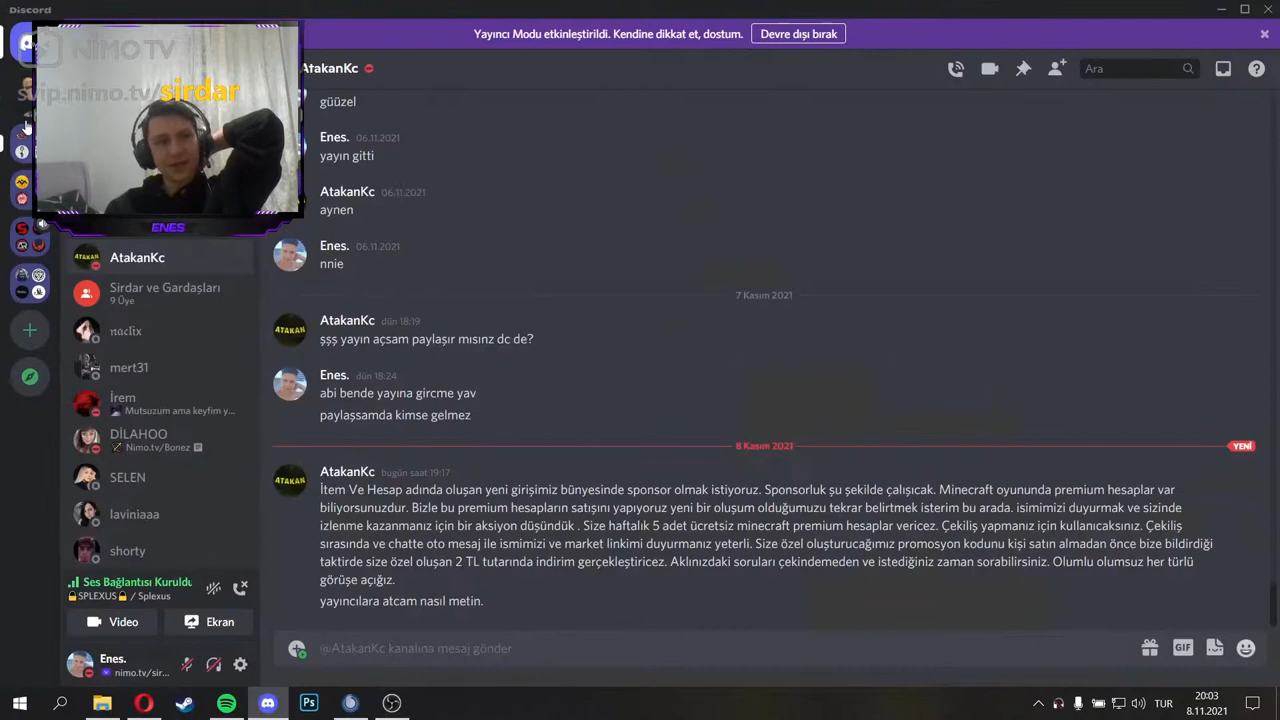 Discord
NIMO TV
svip.nimo.tv/sirdar
ENES
Yayıncı Modu etkinleştirildi. Kendine dikkat et, dostum.
Devre dışı bırak
AtakanKc
Ara
güüzel
Enes. 06.11.2021
yayın gitti
AtakanKc 06.11.2021
aynen
Enes. 06.11.2021
nnie
7 Kasım 2021
AtakanKc dün 18:19
şşş yayın açsam paylaşır mısınz dc de?
Enes. dün 18:24
abi bende yayına gircme yav
paylaşsamda kimse gelmez
8 Kasım 2021
YENİ
AtakanKc bugün saat 19:17
İtem Ve Hesap adında oluşan yeni girişimiz bünyesinde sponsor olmak istiyoruz. Sponsorluk şu şekilde çalışıcak. Minecraft oyununda premium hesaplar var
biliyorsunuzdur. Bizle bu premium hesapların satışını yapıyoruz yeni bir oluşum olduğumuzu tekrar belirtmek isterim bu arada. isimimizi duyurmak ve sizinde
izlenme kazanmanız için bir aksiyon düşündük . Size haftalık 5 adet ücretsiz minecraft premium hesaplar vericez. Çekiliş yapmanız için kullanıcaksınız. Çekiliş
sırasında ve chatte oto mesaj ile ismimizi ve market linkimi duyurmanız yeterli. Size özel oluşturucağımız promosyon kodunu kişi satın almadan önce bize bildirdiği
taktirde size özel oluşan 2 TL tutarında indirim gerçekleştiricez. Aklınızdaki soruları çekindemeden ve istediğiniz zaman sorabilirsiniz. Olumlu olumsuz her türlü
görüşe açığız.
yayıncılara atcam nasıl metin.
@AtakanKc kanalına mesaj gönder
GIF
AtakanKc
Sirdar ve Gardaşları
9 Üye
naclix
mert31
İrem
Mutsuzum ama keyfim y...
DİLAHOO
Nimo.tv/Bonez
SELEN
laviniaaa
shorty
Ses Bağlantısı Kuruldu
SPLEXUS / Splexus
Video
Ekran
Enes.
nimo.tv/sir...
Ps
TUR
20:03
8.11.2021